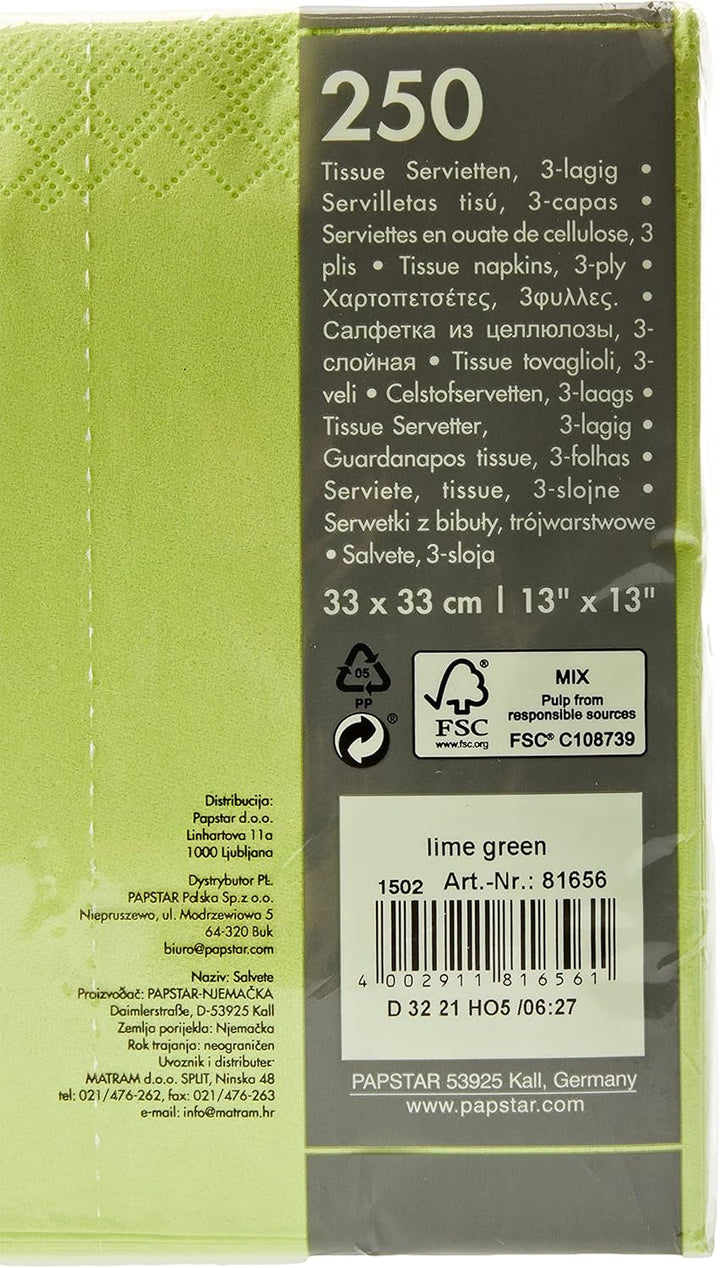 250
Tissue Servietten, 3-lagig •
Servilletas tisú, 3-capas •
Serviettes en ouate de cellulose, 3
plis • Tissue napkins, 3-ply •
Χαρτοπετσέτες, 3φυλλες. •
Салфетка из целлюлозы, 3-
слойная • Tissue tovaglioli, 3-
veli • Celstofservetten, 3-laags •
Tissue Servetter, 3-lagig •
Guardanapos tissue, 3-folhas •
Serviete, tissue, 3-slojne •
Serwetki z bibuły, trójwarstwowe
• Salvete, 3-sloja
33 x 33 cm | 13" x 13"
05
PP
®
®
FSC
www.fsc.org
MIX
Pulp from
responsible sources
FSC® C108739
Distribucija:
Papstar d.o.o.
Linhartova 11a
1000 Ljubljana
Dystrybutor PL
PAPSTAR Polska Sp.z o.o.
Niepruszewo, ul. Modrzewiowa 5
64-320 Buk
biuro@papstar.com
Naziv: Salvete
Proizvođač: PAPSTAR-NJEMAČKA
Daimlerstraße, D-53925 Kall
Zemlja porijekla: Njemačka
Rok trajanja: neograničen
Uvoznik i distributer
MATRAM d.o.o. SPLIT, Ninska 48
tel: 021/476-262, fax: 021/476-263
e-mail: info@matram.hr
lime green
1502 Art.-Nr.: 81656
4 002911 816561
D 32 21 HO5 /06:27
PAPSTAR 53925 Kall, Germany
www.papstar.com